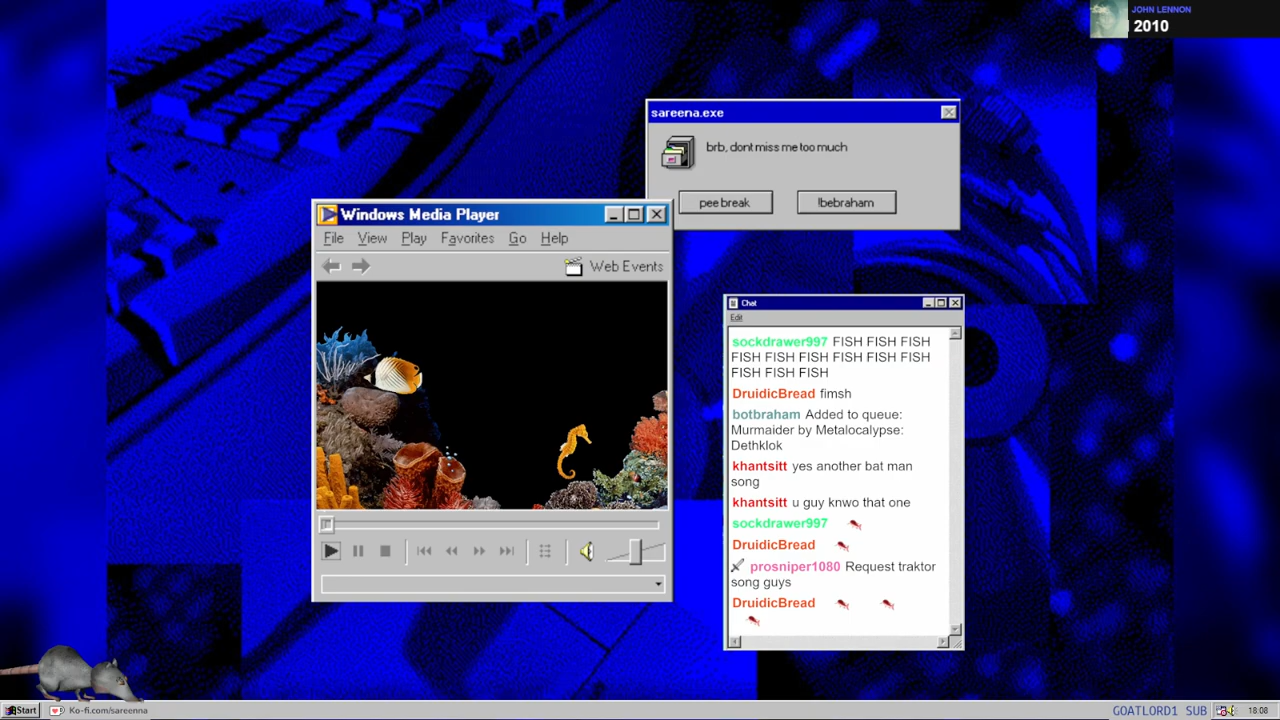 JOHN LENNON
2010
sareena.exe
brb, dont miss me too much
pee break
!bebraham
Windows Media Player
File View Play Favorites Go Help
Web Events
Chat
Edit
sockdrawer997 FISH FISH FISH
FISH FISH FISH FISH FISH FISH
FISH FISH FISH
DruidicBread fimsh
botbraham Added to queue:
Murmaider by Metalocalypse:
Dethklok
khantsitt yes another bat man
song
khantsitt u guy knwo that one
sockdrawer997
DruidicBread
prosniper1080 Request traktor
song guys
DruidicBread
Start
Ko-fi.com/sareenna
GOATLORD1 SUB
18:08